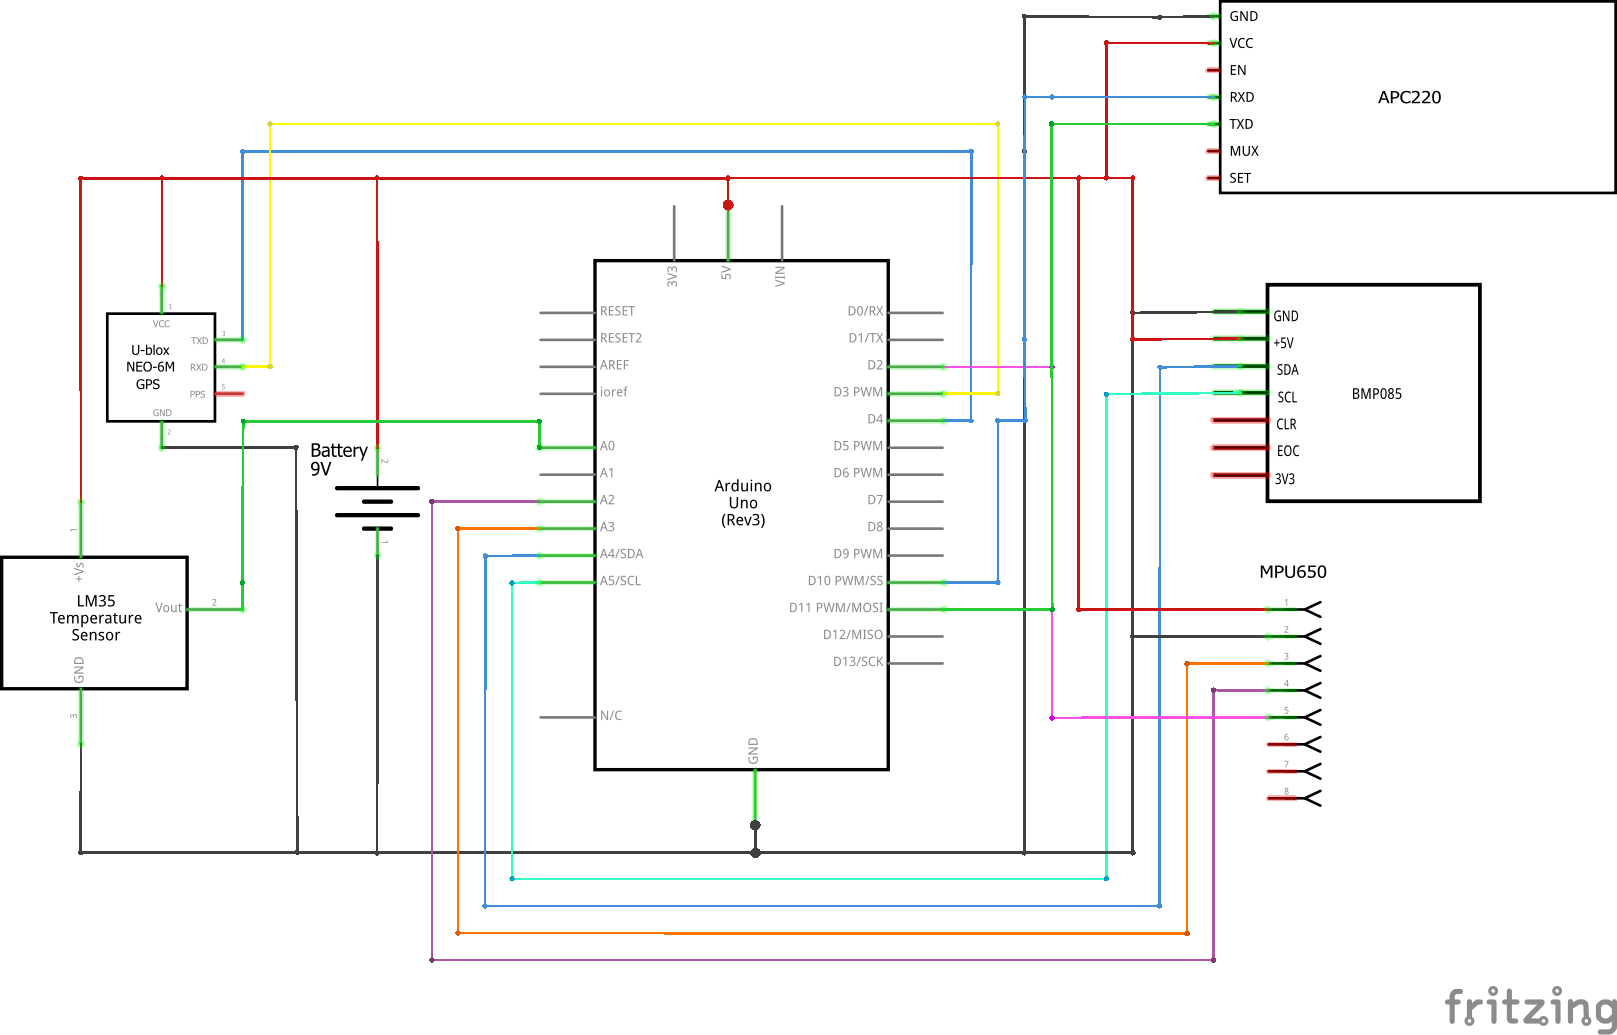 GND
VCC
EN
RXD
TXD
MUX
SET
APC220
3V3
5V
VIN
RESET
RESET2
AREF
ioref
A0
A1
A2
A3
A4/SDA
A5/SCL
N/C
Arduino
Uno
(Rev3)
D0/RX
D1/TX
D2
D3 PWM
D4
D5 PWM
D6 PWM
D7
D8
D9 PWM
D10 PWM/SS
D11 PWM/MOSI
D12/MISO
D13/SCK
GND
1
VCC
U-blox
NEO-6M
GPS
TXD
3
RXD
4
PPS
5
GND
2
Battery
9V
2
1
1
+Vs
LM35
Temperature
Sensor
Vout
2
GND
3
GND
+5V
SDA
SCL
CLR
EOC
3V3
BMP085
MPU650
1
2
3
4
5
6
7
8
fritzing